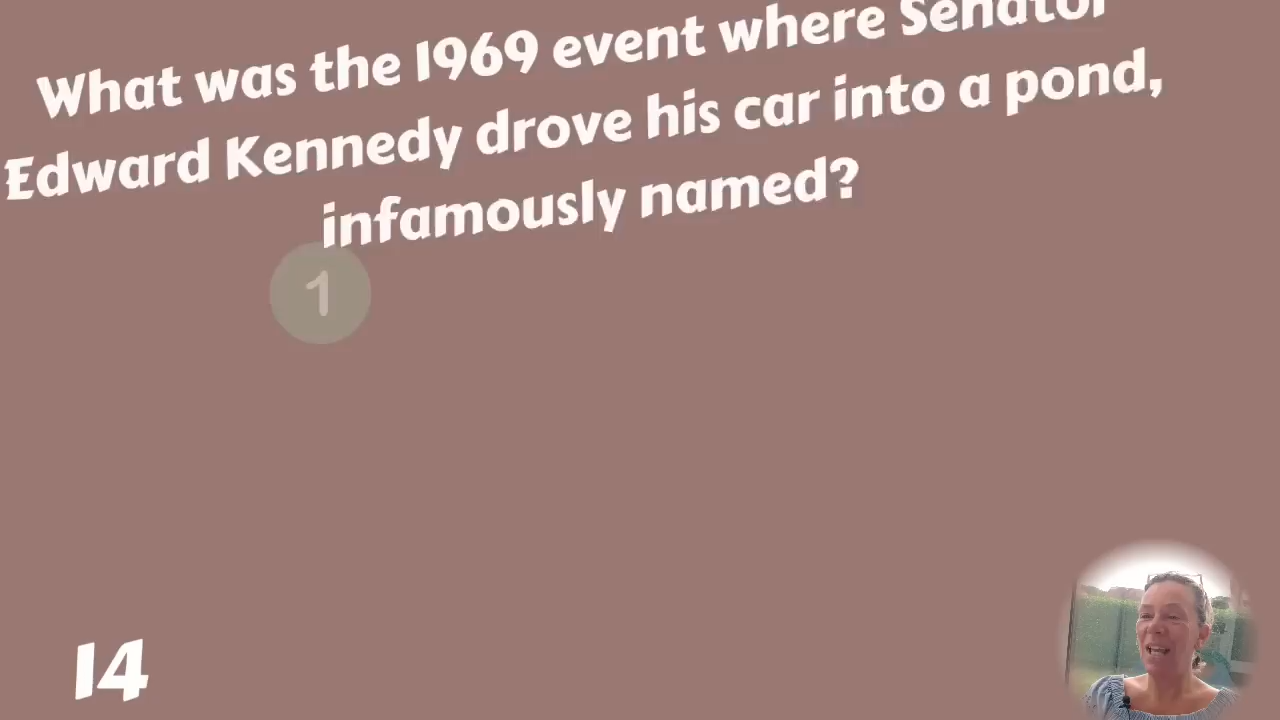 What was the 1969 event where Senator
Edward Kennedy drove his car into a pond,
infamously named?
1
14